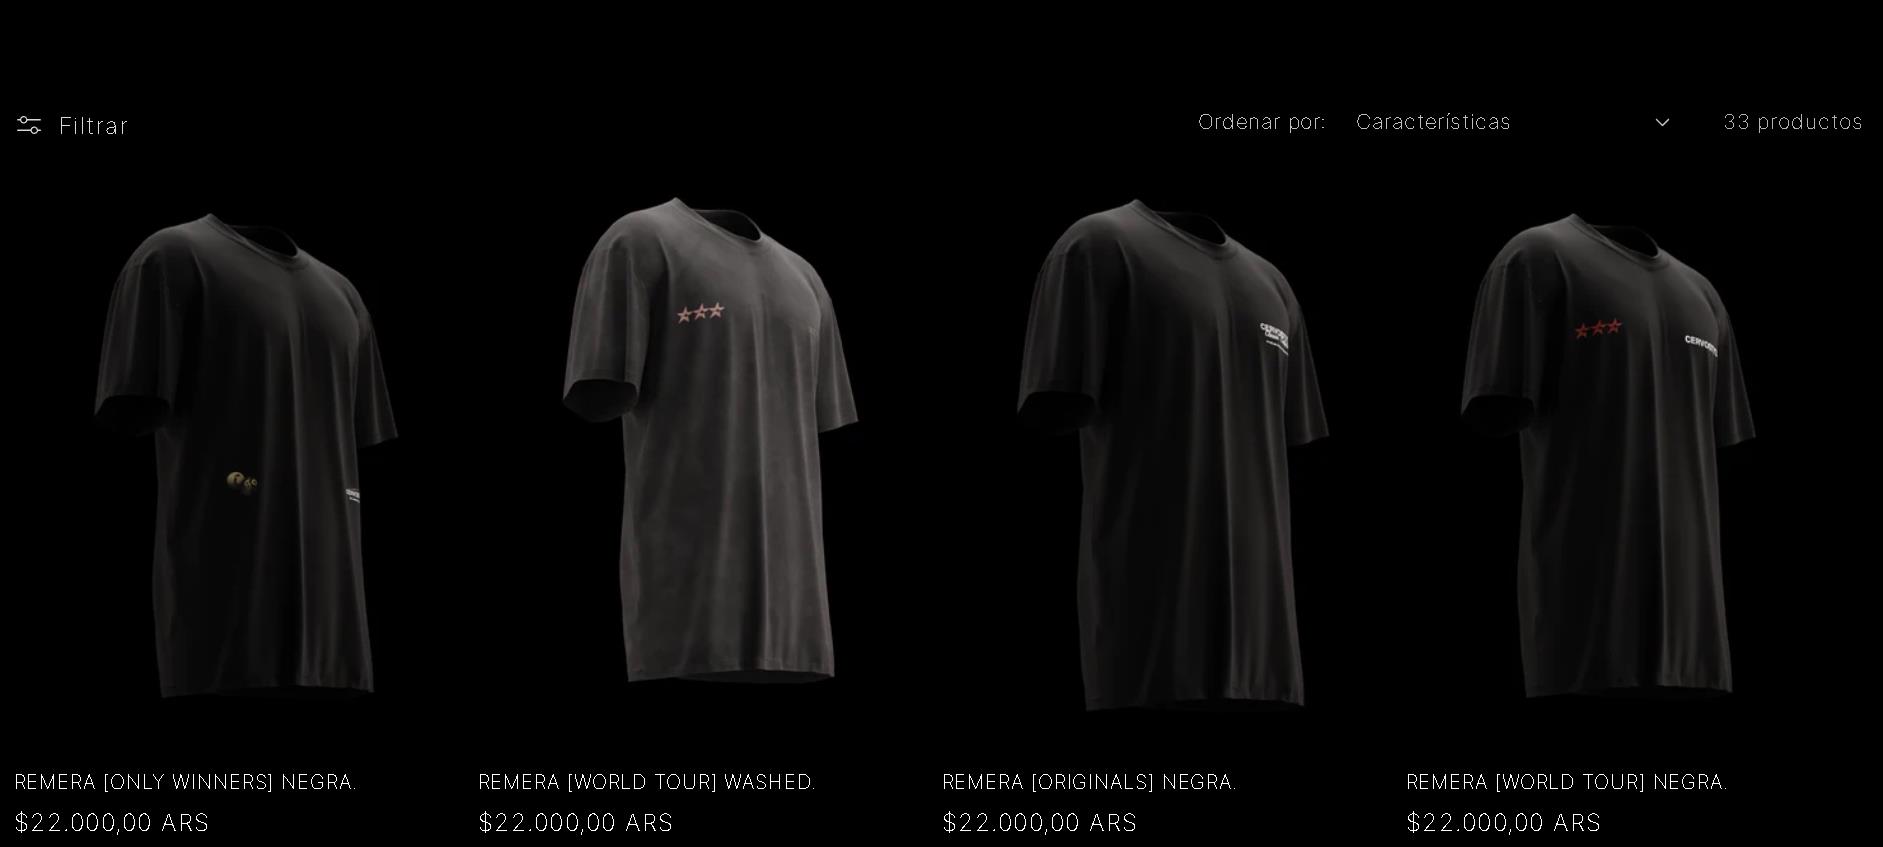 Filtrar
Ordenar por: Características 33 productos
REMERA [ONLY WINNERS] NEGRA.
$22.000,00 ARS
REMERA [WORLD TOUR] WASHED.
$22.000,00 ARS
REMERA [ORIGINALS] NEGRA.
$22.000,00 ARS
REMERA [WORLD TOUR] NEGRA.
$22.000,00 ARS